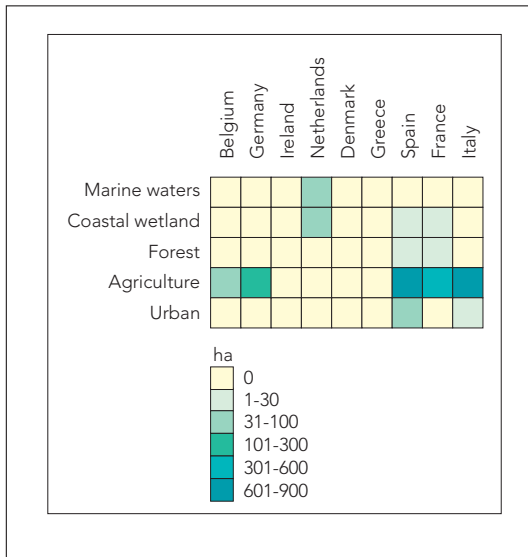 Belgium
Germany
Ireland
Netherlands
Denmark
Greece
Spain
France
Italy
Marine waters
Coastal wetland
Forest
Agriculture
Urban
ha
0
1-30
31-100
101-300
301-600
601-900